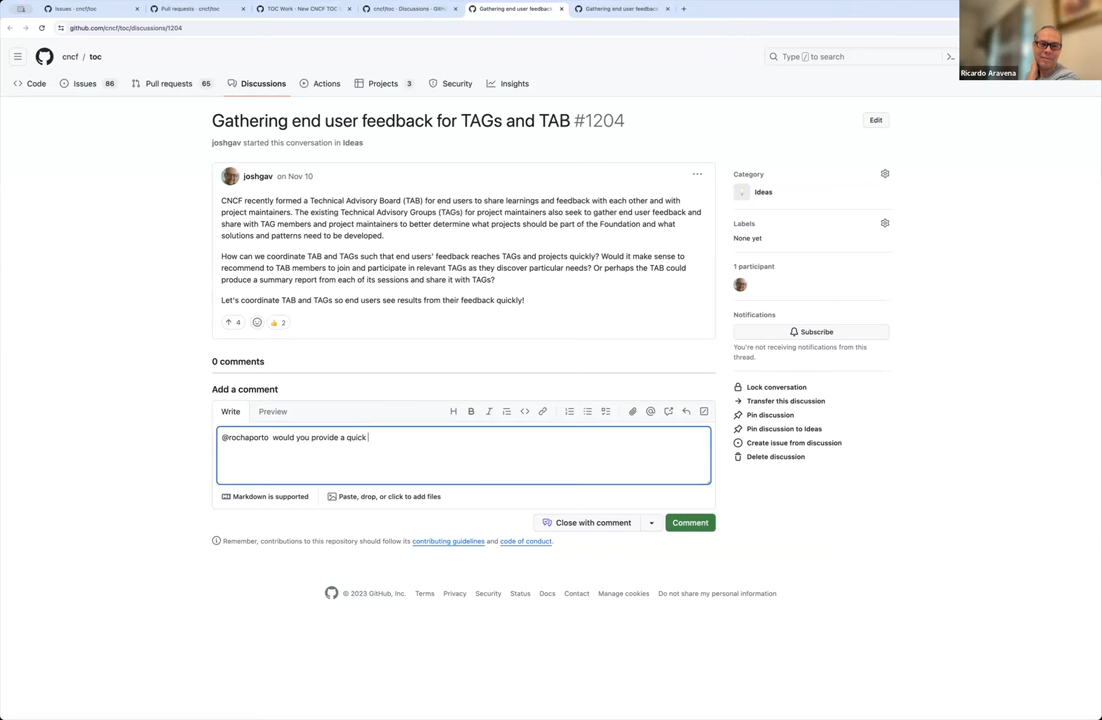 Issues · cncf/toc
Pull requests · cncf/toc
TOC Work · New CNCF TOC
cncf/toc · Discussions · GitH
Gathering end user feedback
Gathering end user feedback
github.com/cncf/toc/discussions/1204
cncf / toc
Type / to search
Ricardo Aravena
Code
Issues 86
Pull requests 65
Discussions
Actions
Projects 3
Security
Insights
Gathering end user feedback for TAGs and TAB #1204
Edit
joshgav started this conversation in Ideas
joshgav on Nov 10
CNCF recently formed a Technical Advisory Board (TAB) for end users to share learnings and feedback with each other and with
project maintainers. The existing Technical Advisory Groups (TAGs) for project maintainers also seek to gather end user feedback and
share with TAG members and project maintainers to better determine what projects should be part of the Foundation and what
solutions and patterns need to be developed.
How can we coordinate TAB and TAGs such that end users' feedback reaches TAGs and projects quickly? Would it make sense to
recommend to TAB members to join and participate in relevant TAGs as they discover particular needs? Or perhaps the TAB could
produce a summary report from each of its sessions and share it with TAGs?
Let's coordinate TAB and TAGs so end users see results from their feedback quickly!
4
2
0 comments
Add a comment
Write
Preview
@rochaporto would you provide a quick
Markdown is supported
Paste, drop, or click to add files
Close with comment
Comment
Remember, contributions to this repository should follow its contributing guidelines and code of conduct.
Category
Ideas
Labels
None yet
1 participant
Notifications
Subscribe
You're not receiving notifications from this
thread.
Lock conversation
Transfer this discussion
Pin discussion
Pin discussion to Ideas
Create issue from discussion
Delete discussion
© 2023 GitHub, Inc.
Terms
Privacy
Security
Status
Docs
Contact
Manage cookies
Do not share my personal information